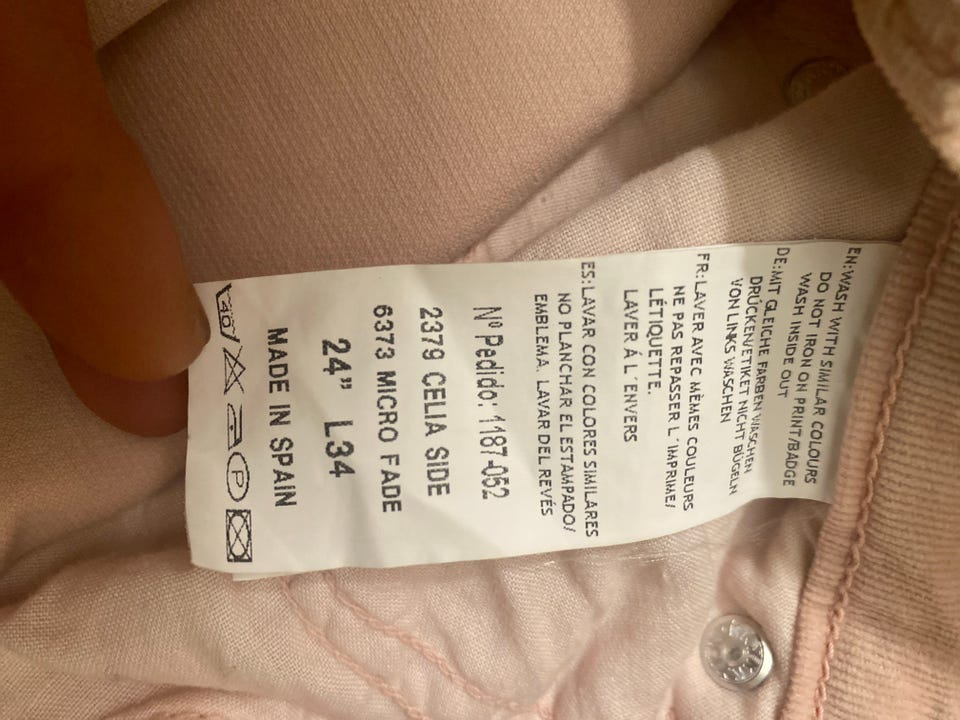 EN:WASH WITH SIMILAR COLOURS
DO NOT IRON ON PRINT/BADGE
WASH INSIDE OUT
DE:MIT GLEICHE FARBEN WASCHEN
DRÜCKEN/ETIKET NICHT BÜGELN
VON LINKS WASCHEN
FR:LAVER AVEC MÊMES COULEURS
NE PAS REPASSER L´IMPRIME/
LÉTIQUETTE.
LAVER Á L´ENVERS
ES:LAVAR CON COLORES SIMILARES
NO PLANCHAR EL ESTAMPADO/
EMBLEMA. LAVAR DEL REVÉS
Nº Pedido: 1187-052
2379 CELIA SIDE
6373 MICRO FADE
24" L34
MADE IN SPAIN
40° P